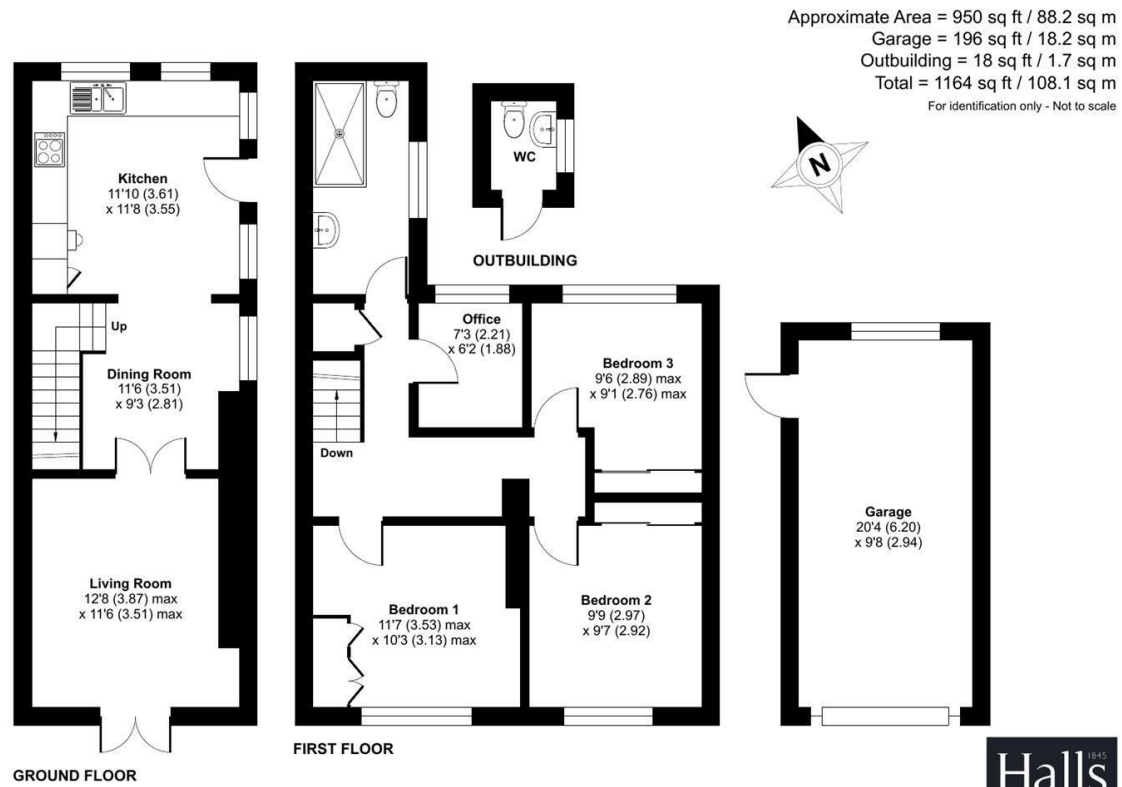 Approximate Area = 950 sq ft / 88.2 sq m
Garage = 196 sq ft / 18.2 sq m
Outbuilding = 18 sq ft / 1.7 sq m
Total = 1164 sq ft / 108.1 sq m
For identification only - Not to scale
N
WC
OUTBUILDING
Kitchen
11'10 (3.61)
x 11'8 (3.55)
Up
Dining Room
11'6 (3.51)
x 9'3 (2.81)
Living Room
12'8 (3.87) max
x 11'6 (3.51) max
GROUND FLOOR
Office
7'3 (2.21)
x 6'2 (1.88)
Bedroom 3
9'6 (2.89) max
x 9'1 (2.76) max
Down
Bedroom 1
11'7 (3.53) max
x 10'3 (3.13) max
Bedroom 2
9'9 (2.97)
x 9'7 (2.92)
FIRST FLOOR
Garage
20'4 (6.20)
x 9'8 (2.94)
1845
Halls